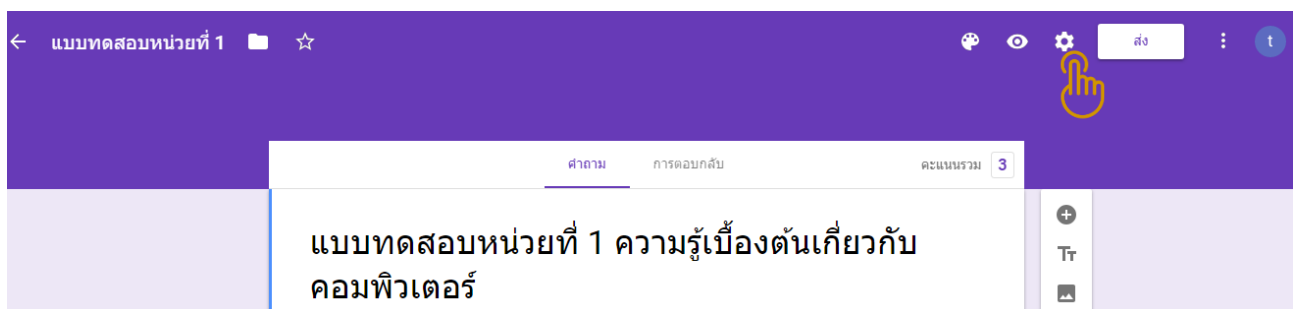 แบบทดสอบหน่วยที่ 1
ส่ง
t
คำถาม การตอบกลับ คะแนนรวม 3
แบบทดสอบหน่วยที่ 1 ความรู้เบื้องต้นเกี่ยวกับ
คอมพิวเตอร์
Tт